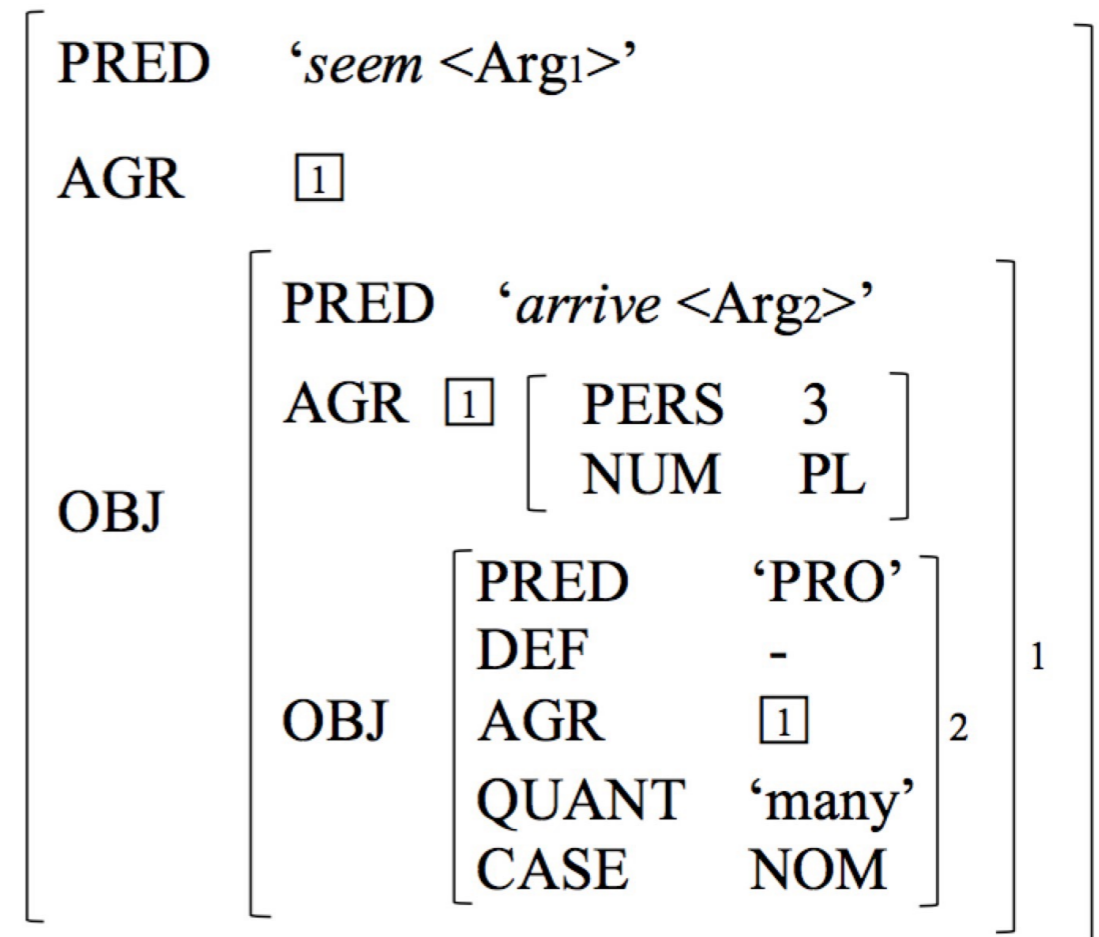 PRED ‘seem <Arg1>’
AGR 1
PRED ‘arrive <Arg2>’
AGR 1 PERS 3
NUM PL
OBJ
PRED ‘PRO’
DEF -
1
OBJ AGR 1
2
QUANT ‘many’
CASE NOM